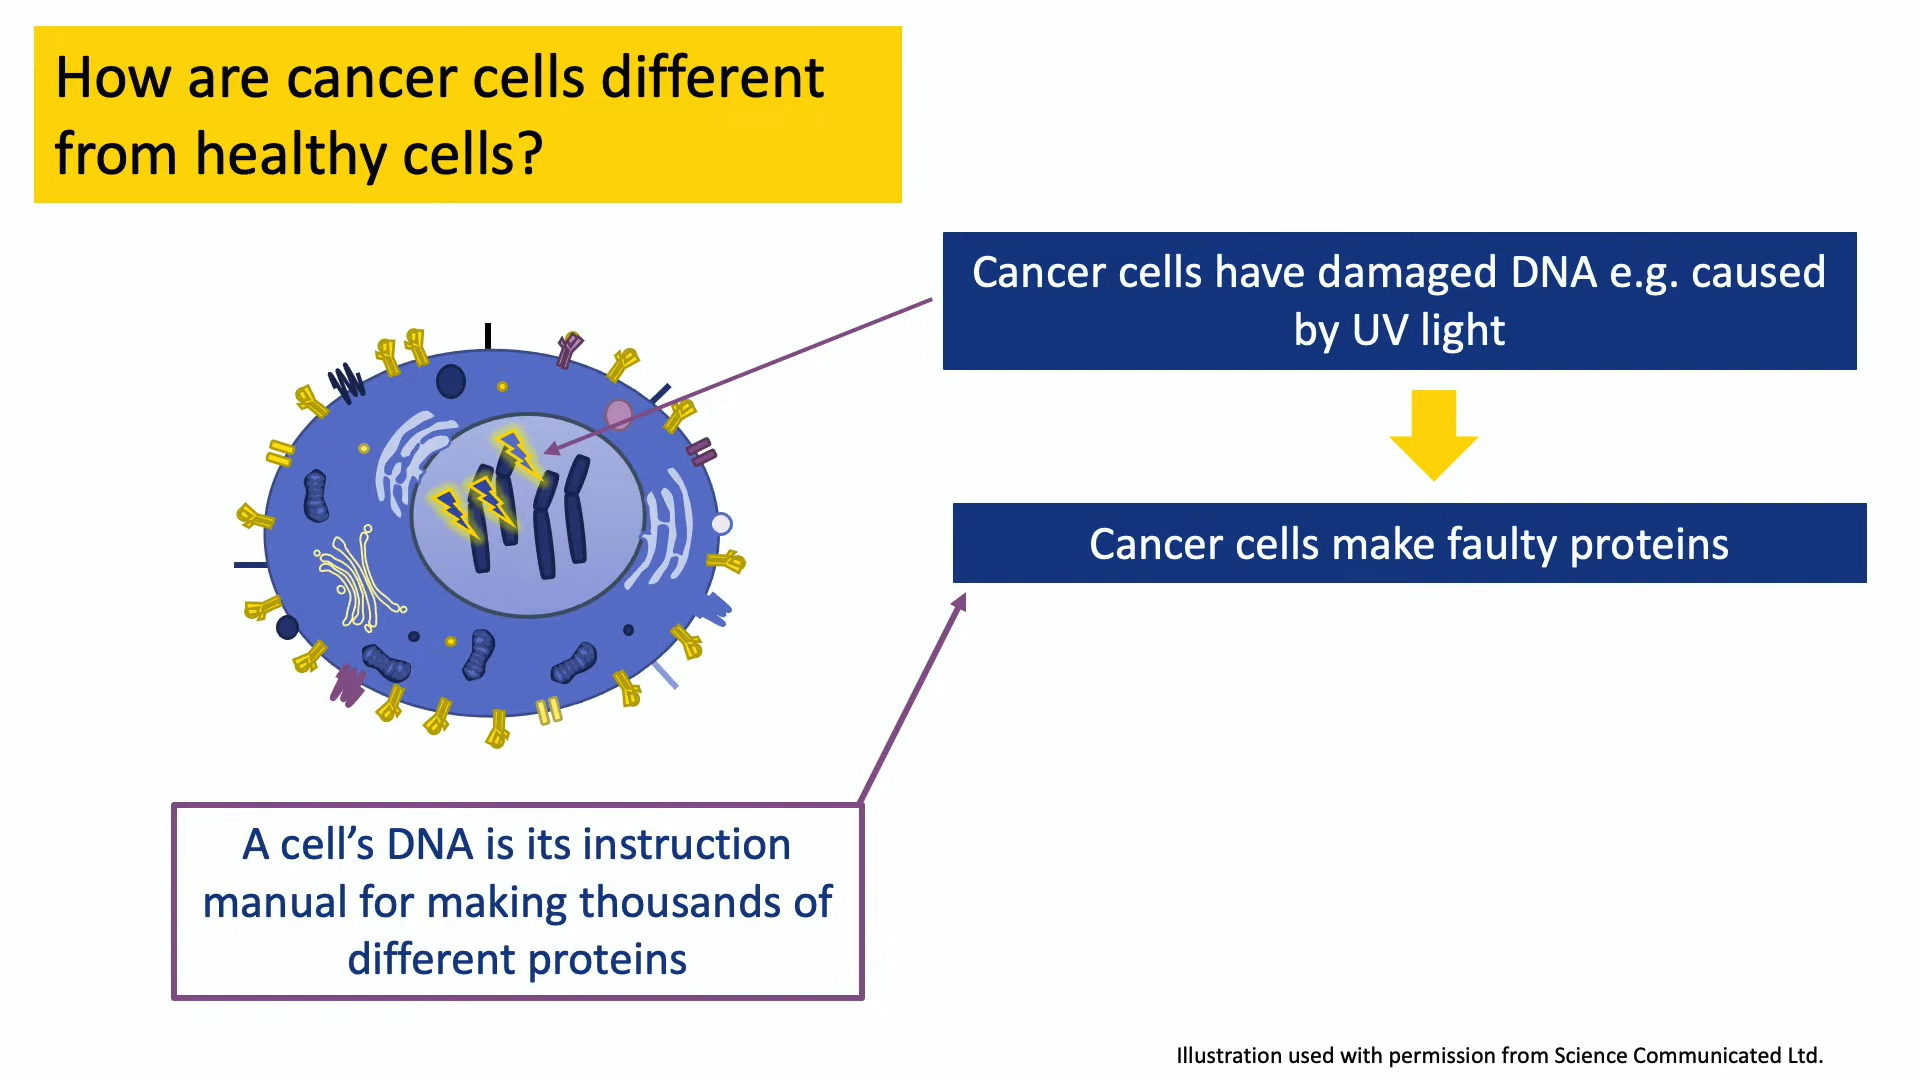 How are cancer cells different
from healthy cells?
Cancer cells have damaged DNA e.g. caused
by UV light
Cancer cells make faulty proteins
A cell’s DNA is its instruction
manual for making thousands of
different proteins
Illustration used with permission from Science Communicated Ltd.